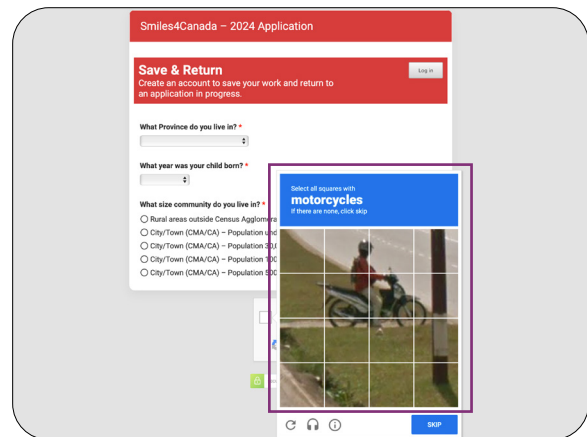 Smiles4Canada – 2024 Application
Save & Return
Create an account to save your work and return to
an application in progress.
Log in
What Province do you live in? *
What year was your child born? *
What size community do you live in? *
Rural areas outside Census Agglomera
City/Town (CMA/CA) – Population und
City/Town (CMA/CA) – Population 30,0
City/Town (CMA/CA) – Population 100
City/Town (CMA/CA) – Population 500
Select all squares with
motorcycles
If there are none, click skip
SKIP